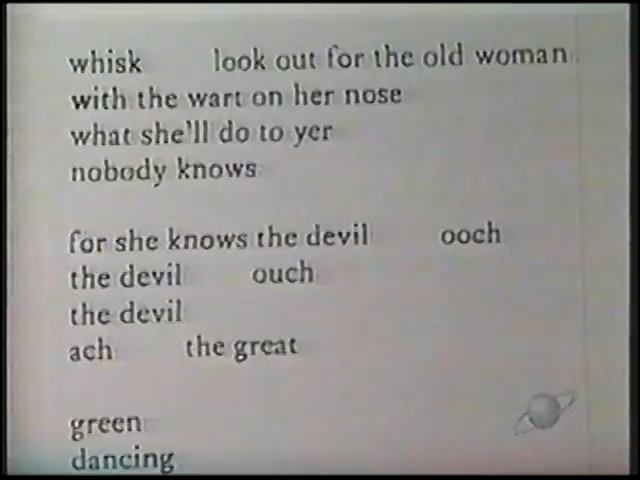 whisk look out for the old woman
with the wart on her nose
what she'll do to yer
nobody knows
for she knows the devil ooch
the devil ouch
the devil
ach the great
green
dancing